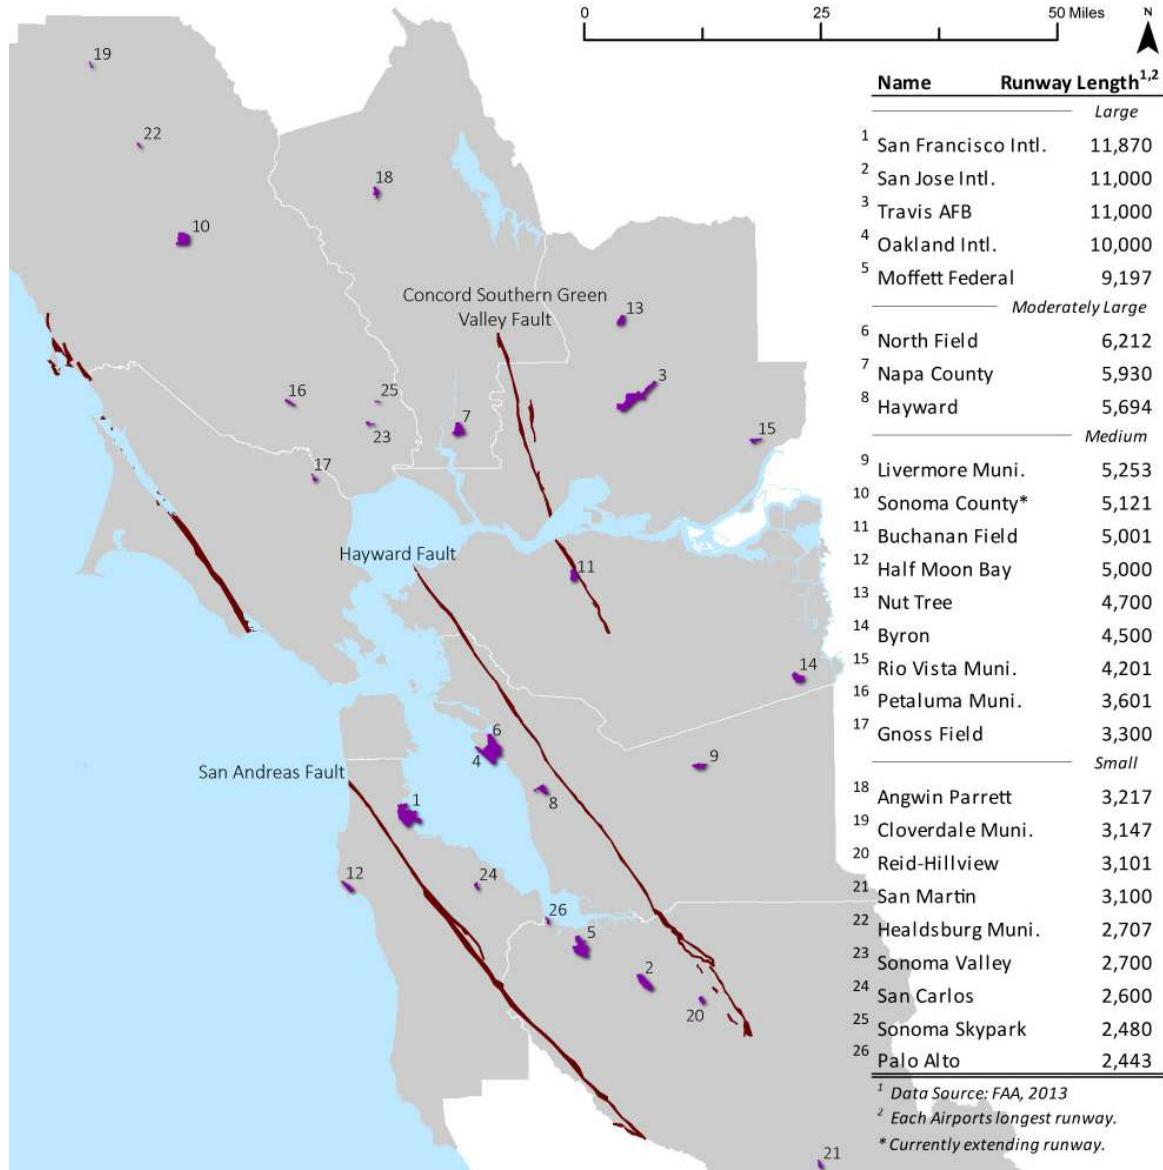 0 25 50 Miles N
Name Runway Length1,2
Large
1 San Francisco Intl. 11,870
2 San Jose Intl. 11,000
3 Travis AFB 11,000
4 Oakland Intl. 10,000
5 Moffett Federal 9,197
Moderately Large
6 North Field 6,212
7 Napa County 5,930
8 Hayward 5,694
Medium
9 Livermore Muni. 5,253
10 Sonoma County* 5,121
11 Buchanan Field 5,001
12 Half Moon Bay 5,000
13 Nut Tree 4,700
14 Byron 4,500
15 Rio Vista Muni. 4,201
16 Petaluma Muni. 3,601
17 Gnoss Field 3,300
Small
18 Angwin Parrett 3,217
19 Cloverdale Muni. 3,147
20 Reid-Hillview 3,101
21 San Martin 3,100
22 Healdsburg Muni. 2,707
23 Sonoma Valley 2,700
24 San Carlos 2,600
25 Sonoma Skypark 2,480
26 Palo Alto 2,443
1 Data Source: FAA, 2013
2 Each Airports longest runway.
* Currently extending runway.
19
22
18
10
Concord Southern Green
Valley Fault
13
3
16
25
7
23
15
17
Hayward Fault
11
14
6
4
9
San Andreas Fault
8
1
12
24
26
5
2
20
21